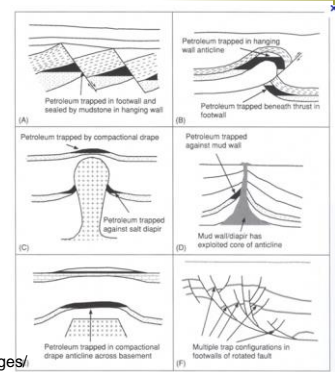 Petroleum trapped in footwall and
sealed by mudstone in hanging wall
(A)
Petroleum trapped in hanging
wall anticline
Petroleum trapped beneath thrust in
footwall
(B)
Petroleum trapped by compactional drape
Petroleum trapped
against salt diapir
(C)
Petroleum trapped
against mud wall
Mud wall/diapir has
exploited core of anticline
(D)
Petroleum trapped in compactional
drape anticline across basement
Multiple trap configurations in
footwalls of rotated fault
(F)
ges/